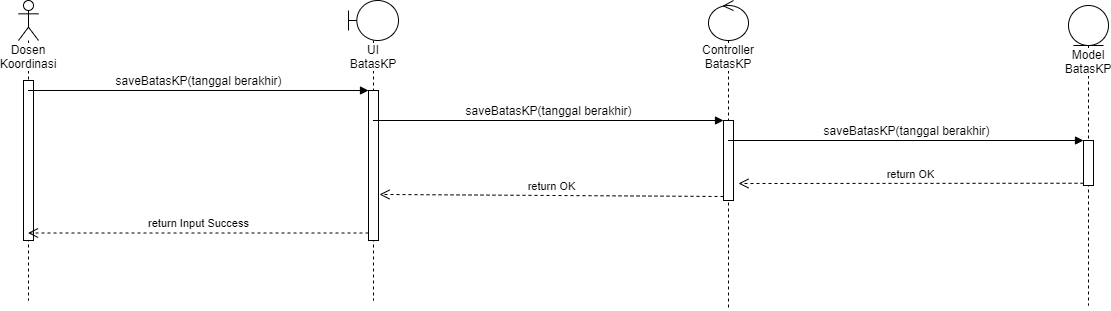 Dosen
Koordinasi
UI
BatasKP
Controller
BatasKP
Model
BatasKP
saveBatasKP(tanggal berakhir)
saveBatasKP(tanggal berakhir)
saveBatasKP(tanggal berakhir)
return OK
return OK
return Input Success